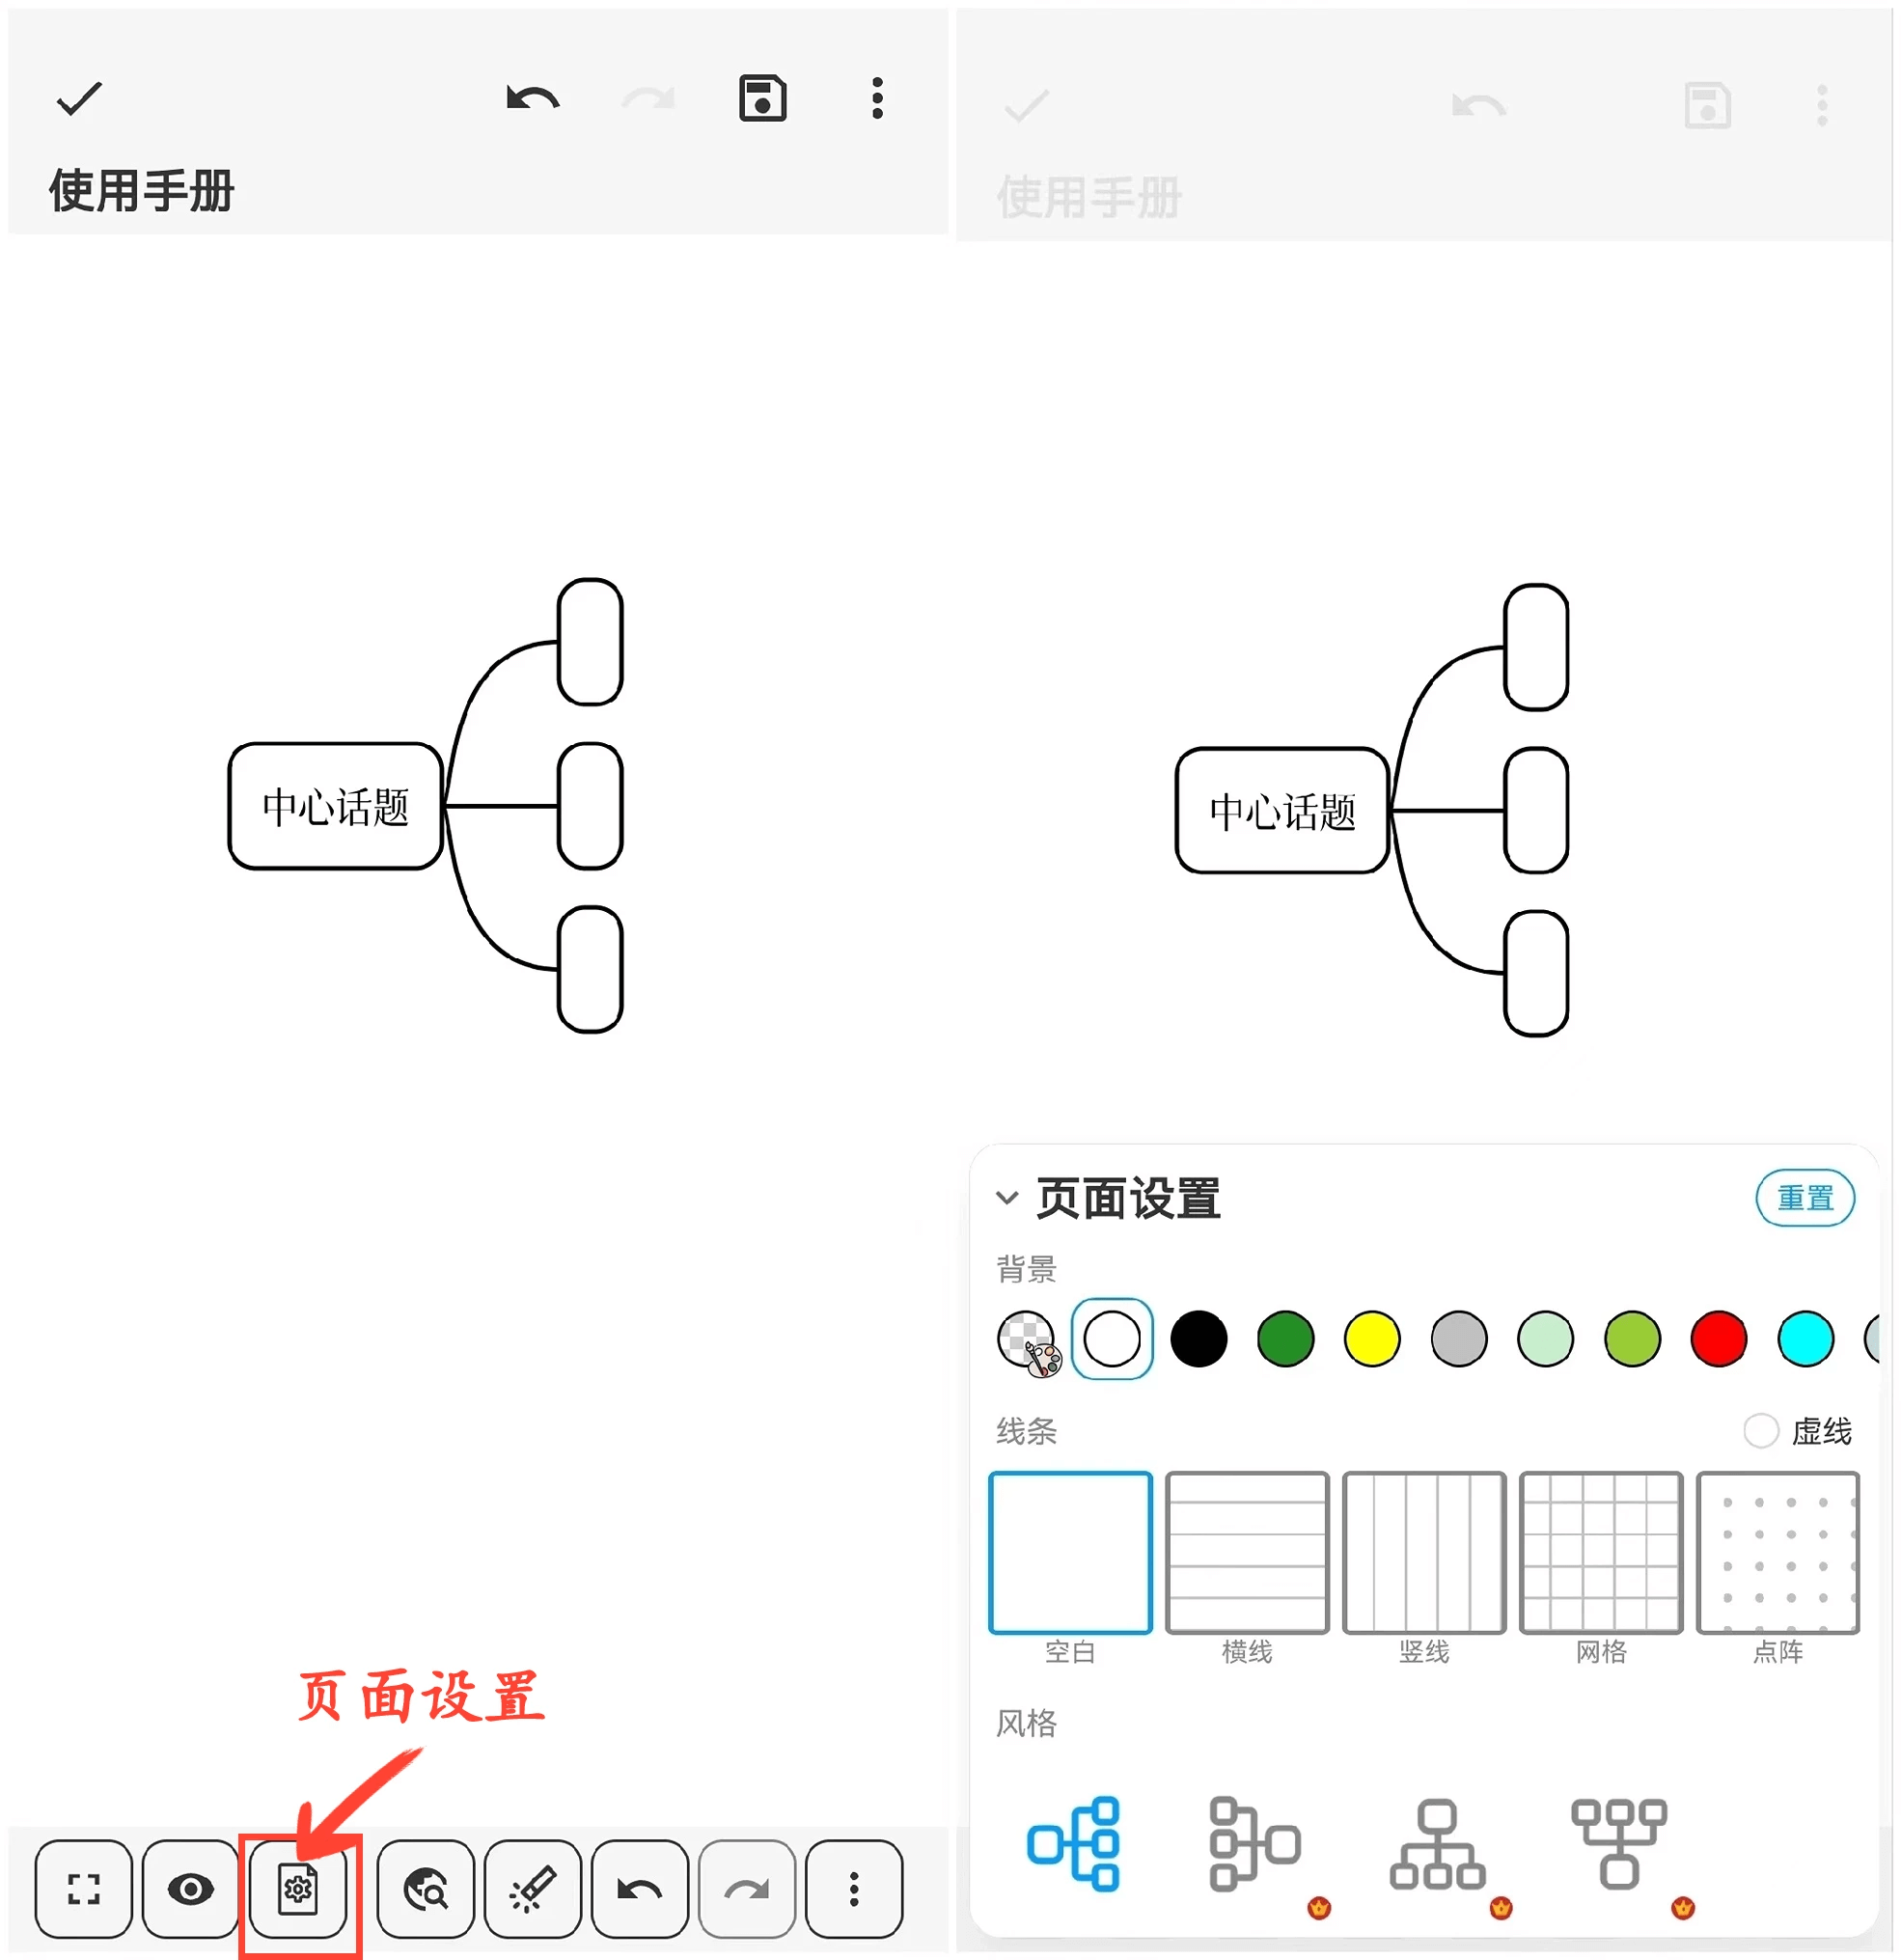 使用手册
中心话题
页面设置
使用手册
中心话题
页面设置
重置
背景
线条
虚线
空白
横线
竖线
网格
点阵
风格